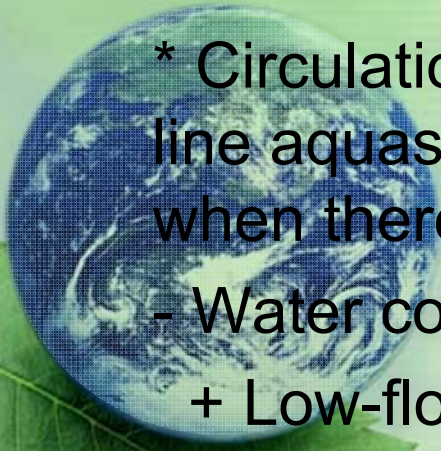 * Circulatio
line aquas
when there
- Water co
+ Low-flo